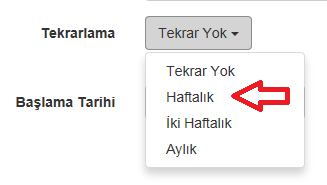 Tekrarlama Tekrar Yok
Tekrar Yok
Haftalık
Başlama Tarihi
İki Haftalık
Aylık